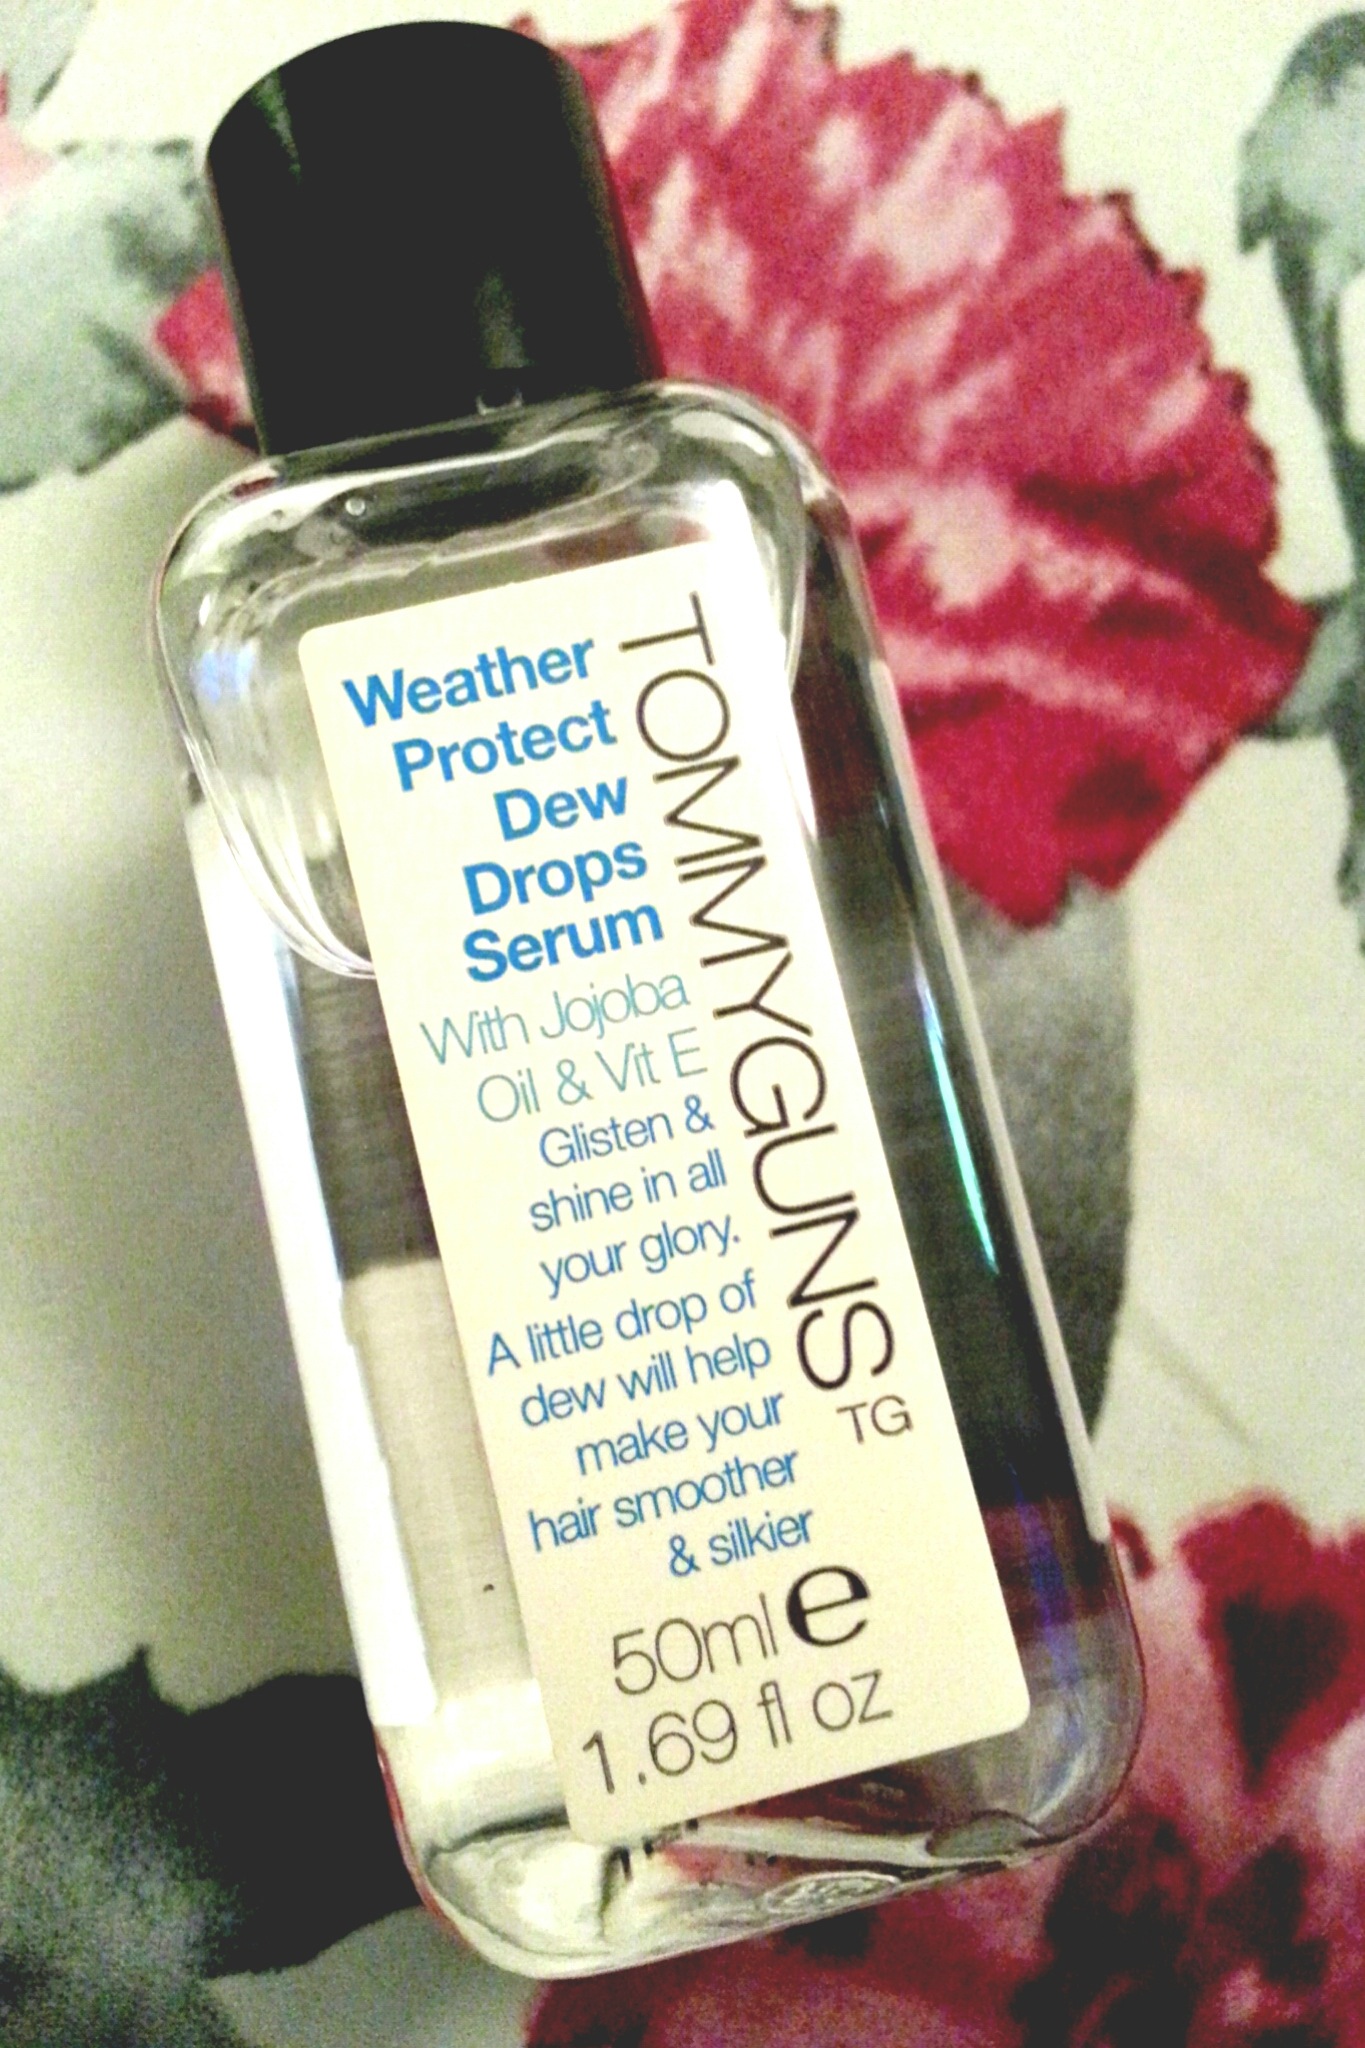 Weather
Protect
Dew
Drops
Serum
With Jojoba
Oil & Vit E
Glisten &
shine in all
your glory.
A little drop of
dew will help
make your
hair smoother
& silkier
50ml e
1.69 fl oz
TOMMYGUNS
TG